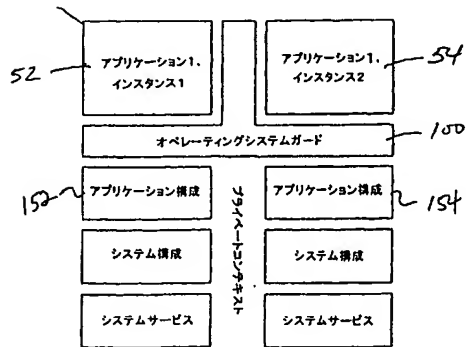 アプリケーション1、
インスタンス1
アプリケーション1、
インスタンス2
52
54
オペレーティングシステムガード
100
アプリケーション構成
アプリケーション構成
152
154
プライベートコンテキスト
システム構成
システム構成
システムサービス
システムサービス